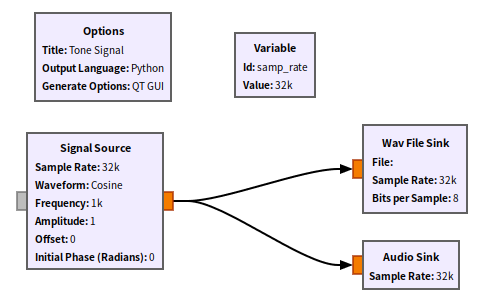 Options
Title: Tone Signal
Output Language: Python
Generate Options: QT GUI
Variable
Id: samp_rate
Value: 32k
Signal Source
Sample Rate: 32k
Waveform: Cosine
Frequency: 1k
Amplitude: 1
Offset: 0
Initial Phase (Radians): 0
Wav File Sink
File:
Sample Rate: 32k
Bits per Sample: 8
Audio Sink
Sample Rate: 32k